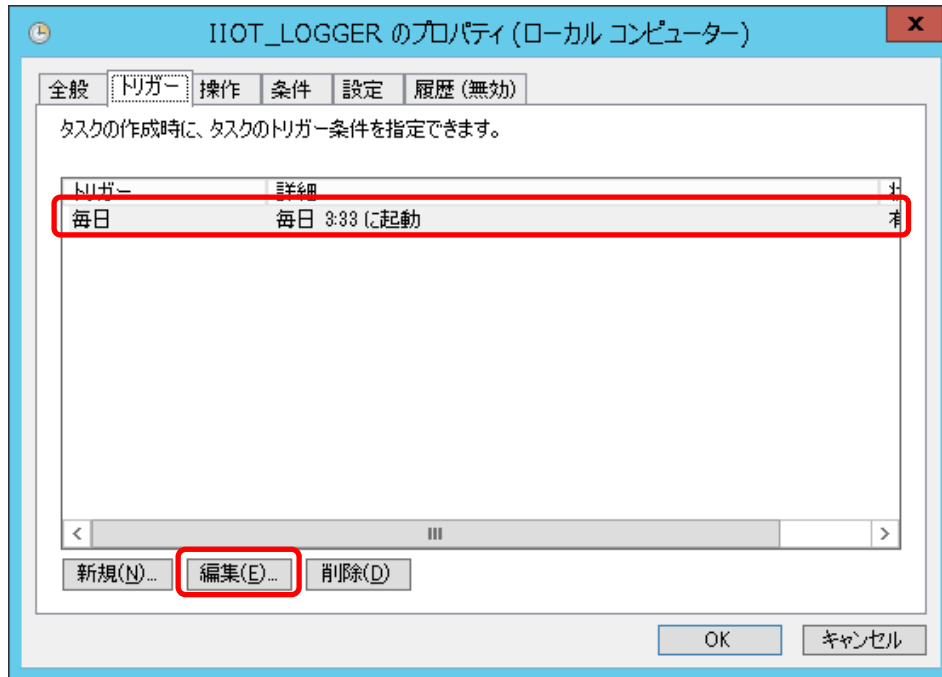 IIOT_LOGGER のプロパティ (ローカル コンピューター)
全般 トリガー 操作 条件 設定 履歴 (無効)
タスクの作成時に、タスクのトリガー条件を指定できます。
トリガー 詳細
毎日 毎日 3:33 に起動
新規(N)... 編集(E)... 削除(D)
OK キャンセル